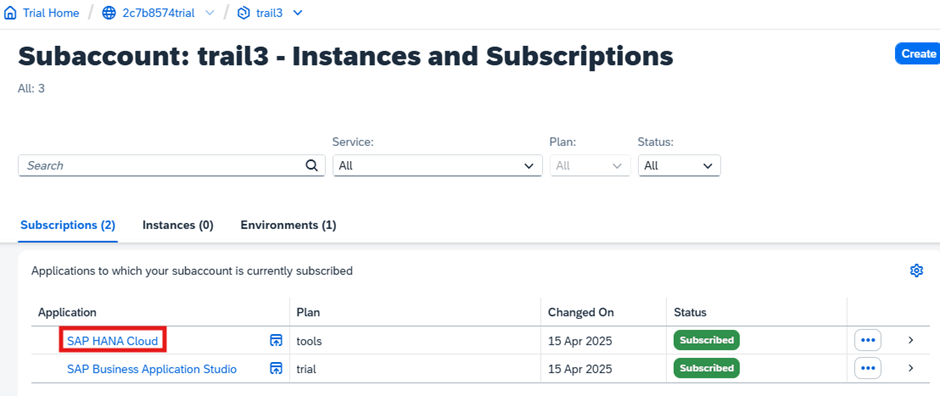 Trial Home / 2c7b8574trial / trail3
Subaccount: trail3 - Instances and Subscriptions
Create
All: 3
Service: Plan: Status:
Search All All All
Subscriptions (2) Instances (0) Environments (1)
Applications to which your subaccount is currently subscribed
Application Plan Changed On Status
SAP HANA Cloud tools 15 Apr 2025 Subscribed
SAP Business Application Studio trial 15 Apr 2025 Subscribed